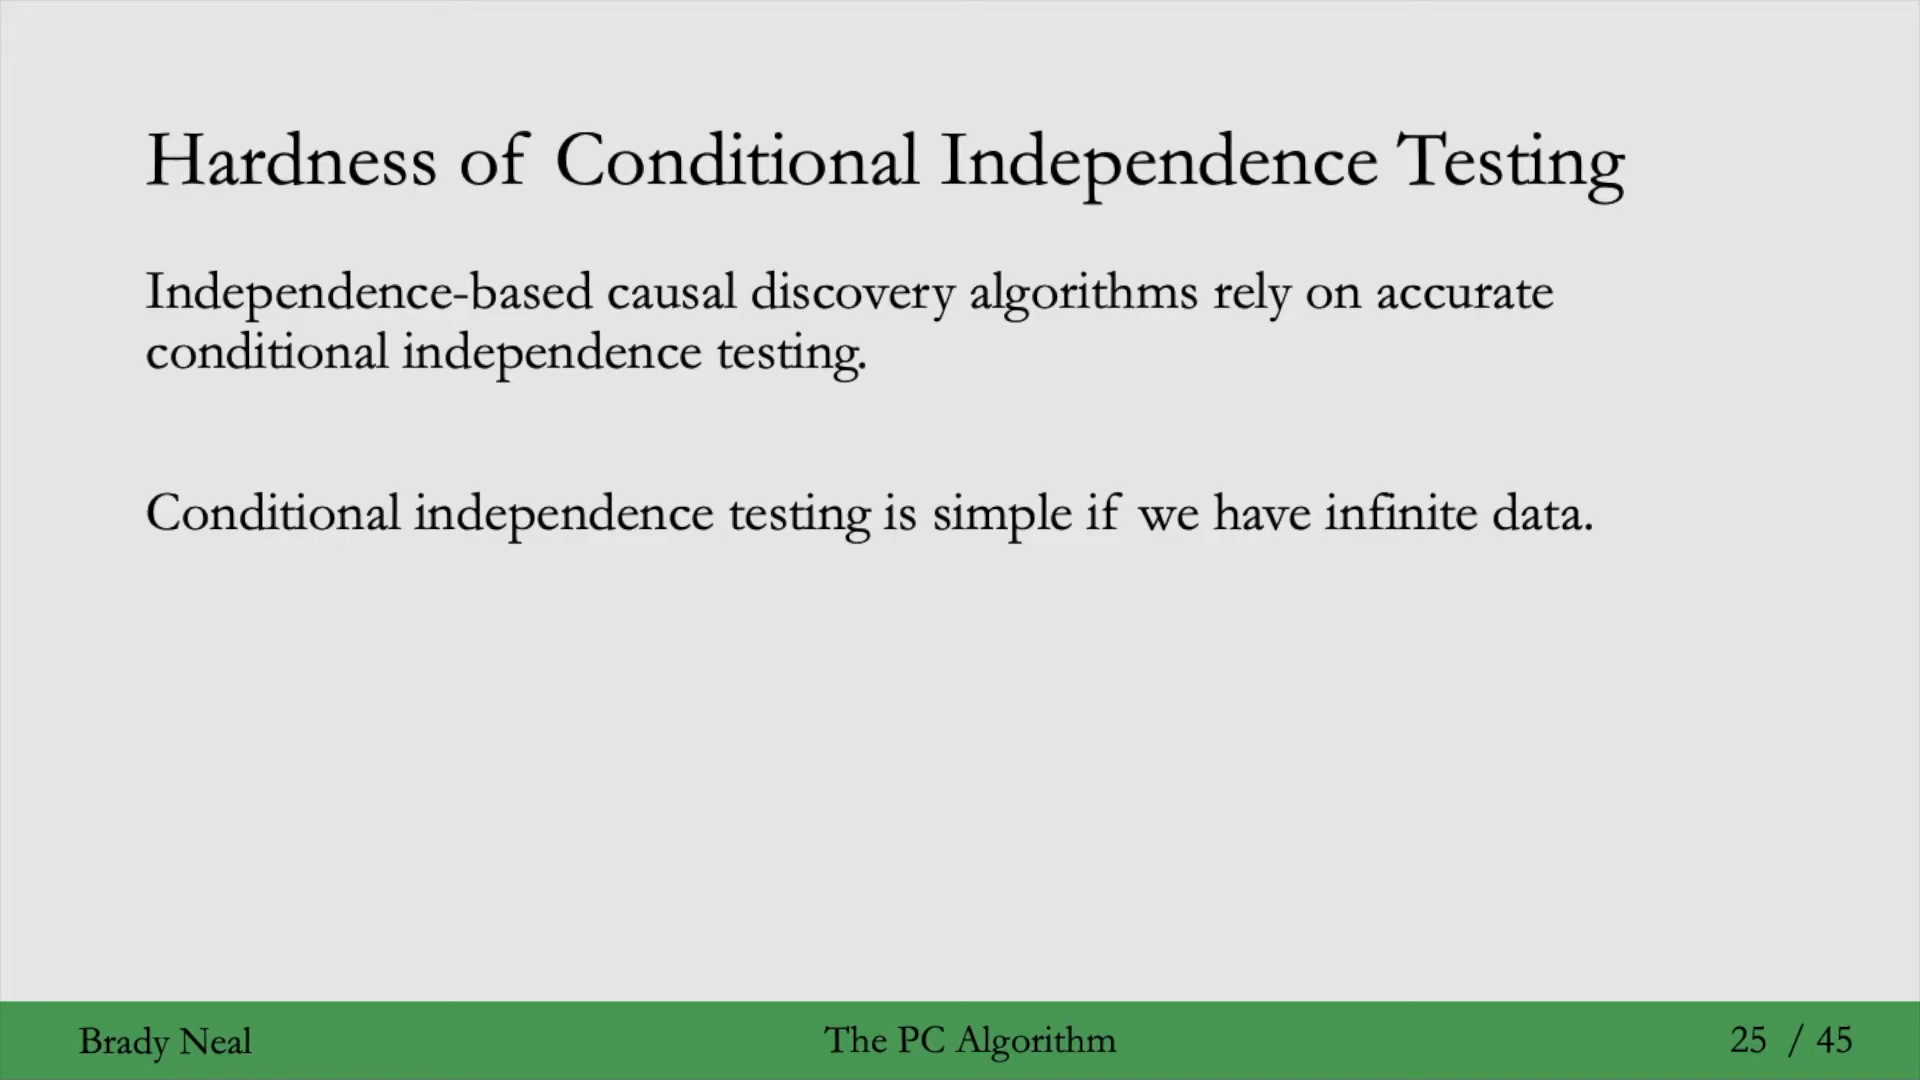 Hardness of Conditional Independence Testing
Independence-based causal discovery algorithms rely on accurate
conditional independence testing.
Conditional independence testing is simple if we have infinite data.
Brady Neal
The PC Algorithm
25 / 45